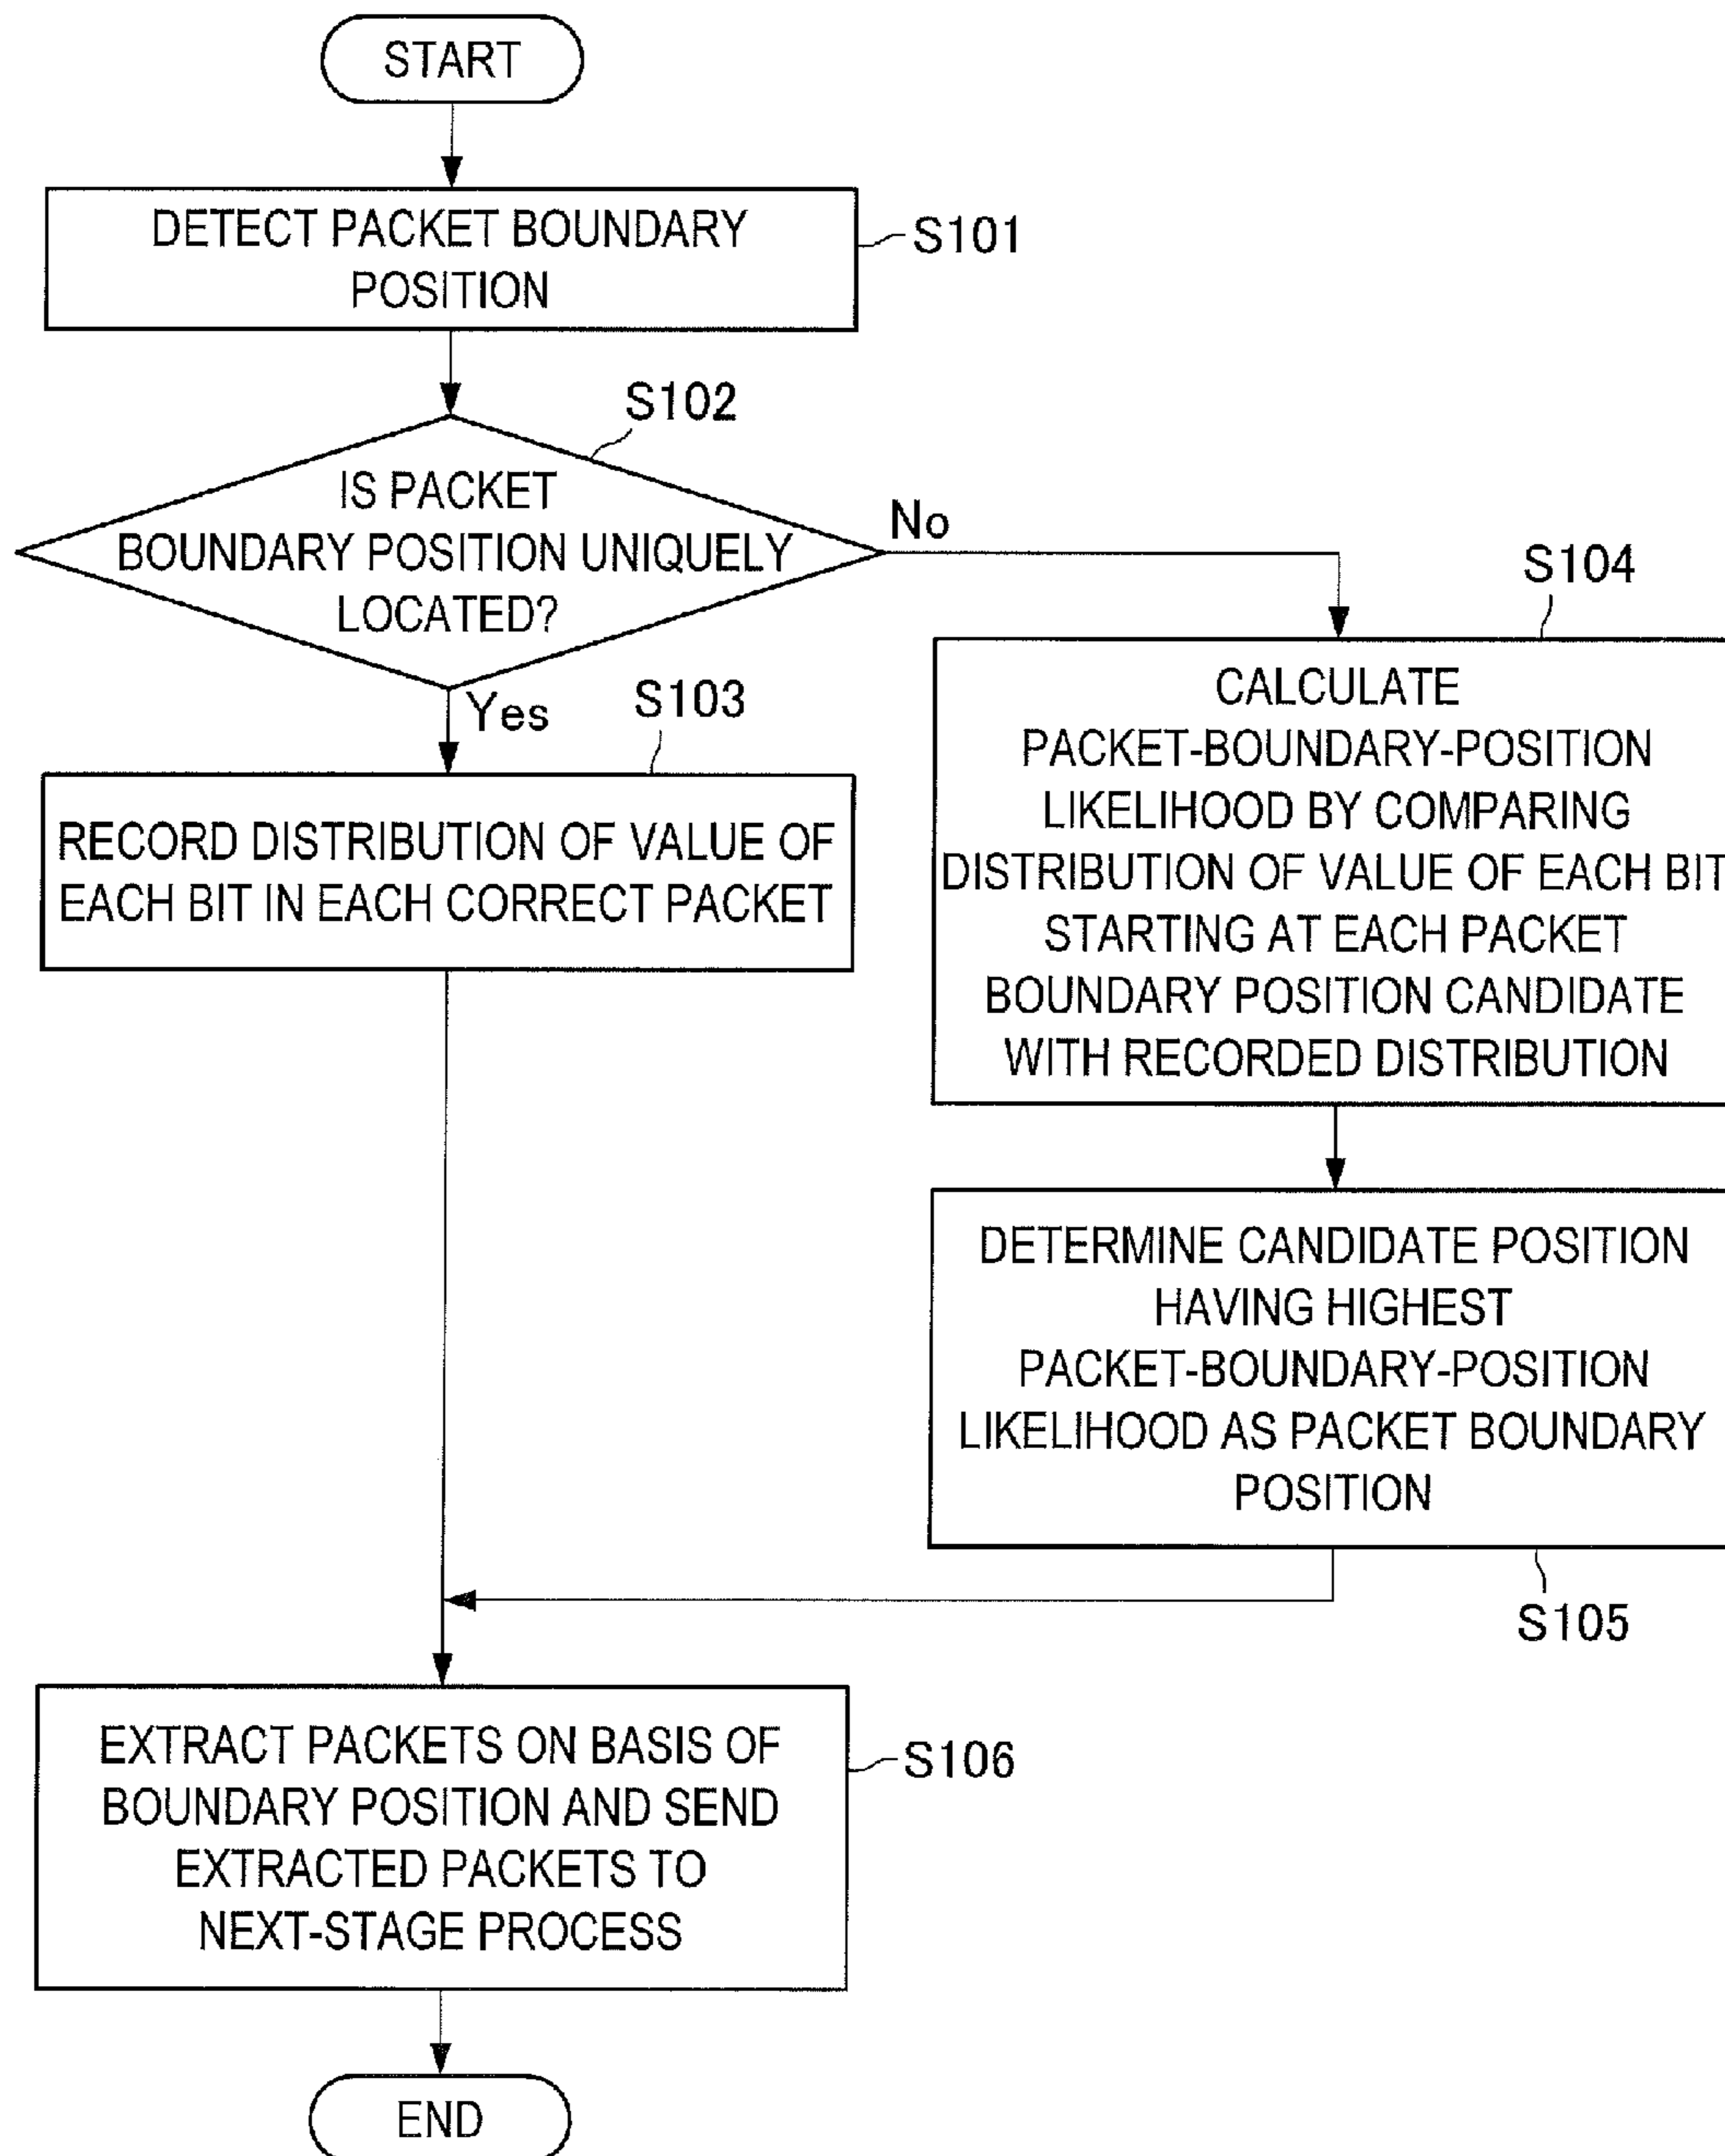 START
DETECT PACKET BOUNDARY
POSITION
S101
S102
IS PACKET
BOUNDARY POSITION UNIQUELY
LOCATED?
No
Yes
S103
RECORD DISTRIBUTION OF VALUE OF
EACH BIT IN EACH CORRECT PACKET
S104
CALCULATE
PACKET-BOUNDARY-POSITION
LIKELIHOOD BY COMPARING
DISTRIBUTION OF VALUE OF EACH BIT
STARTING AT EACH PACKET
BOUNDARY POSITION CANDIDATE
WITH RECORDED DISTRIBUTION
DETERMINE CANDIDATE POSITION
HAVING HIGHEST
PACKET-BOUNDARY-POSITION
LIKELIHOOD AS PACKET BOUNDARY
POSITION
S105
EXTRACT PACKETS ON BASIS OF
BOUNDARY POSITION AND SEND
EXTRACTED PACKETS TO
NEXT-STAGE PROCESS
S106
END